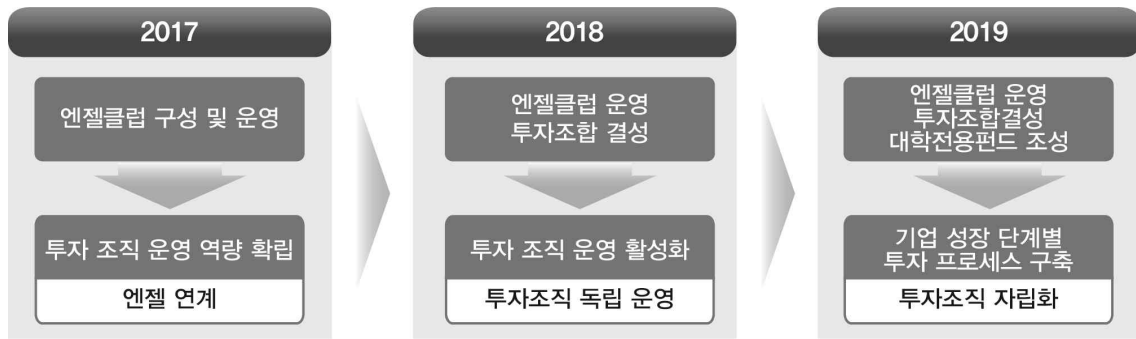 2017
엔젤클럽 구성 및 운영
투자 조직 운영 역량 확립
엔젤 연계
2018
엔젤클럽 운영
투자조합 결성
투자 조직 운영 활성화
투자조직 독립 운영
2019
엔젤클럽 운영
투자조합결성
대학전용펀드 조성
기업 성장 단계별
투자 프로세스 구축
투자조직 자립화